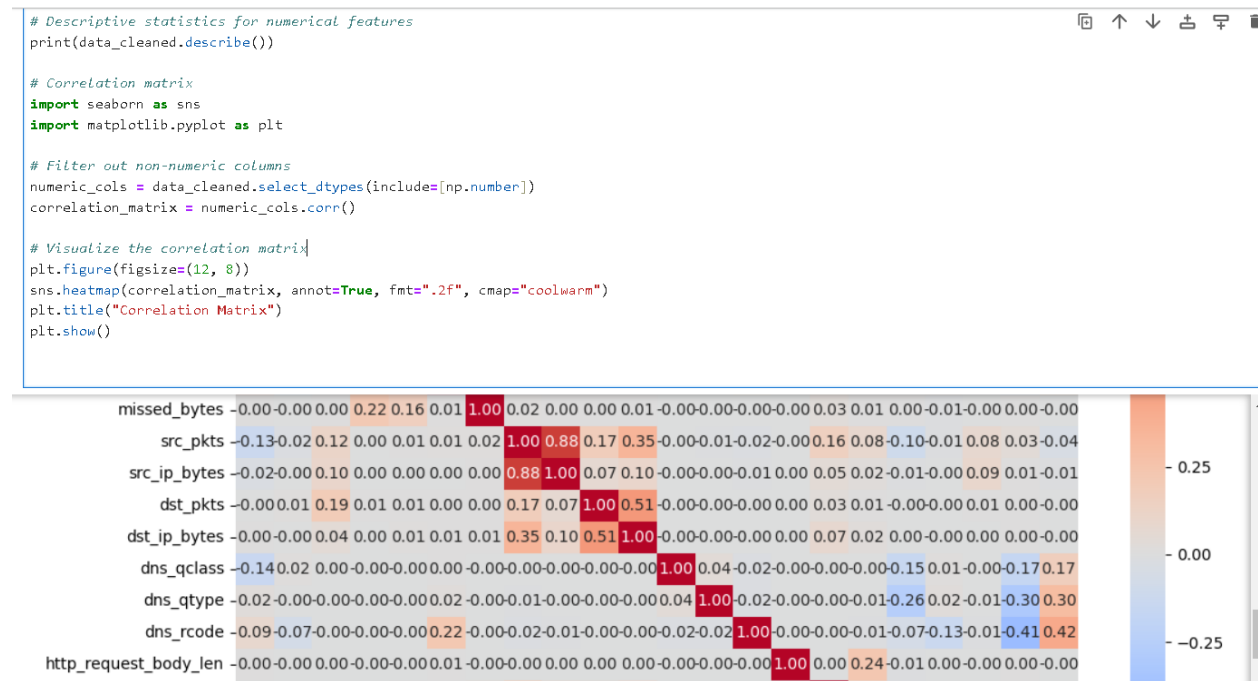 # Descriptive statistics for numerical features
print(data_cleaned.describe())
# Correlation matrix
import seaborn as sns
import matplotlib.pyplot as plt
# Filter out non-numeric columns
numeric_cols = data_cleaned.select_dtypes(include=[np.number])
correlation_matrix = numeric_cols.corr()
# Visualize the correlation matrix
plt.figure(figsize=(12, 8))
sns.heatmap(correlation_matrix, annot=True, fmt=".2f", cmap="coolwarm")
plt.title("Correlation Matrix")
plt.show()
missed_bytes -0.00-0.00 0.00 0.22 0.16 0.01 1.00 0.02 0.00 0.00 0.01 -0.00-0.00-0.00-0.00 0.03 0.01 0.00 -0.01-0.00 0.00-0.00
src_pkts -0.13-0.02 0.12 0.00 0.01 0.01 0.02 1.00 0.88 0.17 0.35 -0.00-0.01-0.02-0.00 0.16 0.08 -0.10-0.01 0.08 0.03 -0.04
src_ip_bytes -0.02-0.00 0.10 0.00 0.00 0.00 0.00 0.88 1.00 0.07 0.10 -0.00-0.00-0.01 0.00 0.05 0.02 -0.01-0.00 0.09 0.01 -0.01
0.25
dst_pkts -0.00 0.01 0.19 0.01 0.01 0.00 0.00 0.17 0.07 1.00 0.51 -0.00-0.00-0.00-0.00 0.03 0.01 -0.00-0.00 0.01 0.00-0.00
dst_ip_bytes -0.00-0.00 0.04 0.00 0.01 0.01 0.01 0.35 0.10 0.51 1.00 -0.00-0.00-0.00-0.00 0.07 0.02 0.00-0.00 0.00 0.00-0.00
0.00
dns_qclass -0.14 0.02 0.00 -0.00-0.00 0.00 -0.00-0.00-0.00-0.00-0.00 1.00 0.04 -0.02-0.00-0.00-0.00-0.15 0.01 -0.00-0.17 0.17
dns_qtype -0.02-0.00-0.00-0.00-0.00 0.02 -0.00-0.01-0.00-0.00-0.00 0.04 1.00 -0.02-0.00-0.00-0.01-0.26 0.02 -0.01-0.30 0.30
dns_rcode -0.09-0.07-0.00-0.00-0.00 0.22 -0.00-0.02-0.01-0.00-0.00-0.02-0.02 1.00 -0.00-0.00-0.01-0.07-0.13-0.01-0.41 0.42
−0.25
http_request_body_len -0.00-0.00 0.00-0.00-0.00 0.01 -0.00-0.00 0.00 0.00 0.00 -0.00-0.00-0.00 1.00 0.00 0.24 -0.01 0.00-0.00 0.00-0.00